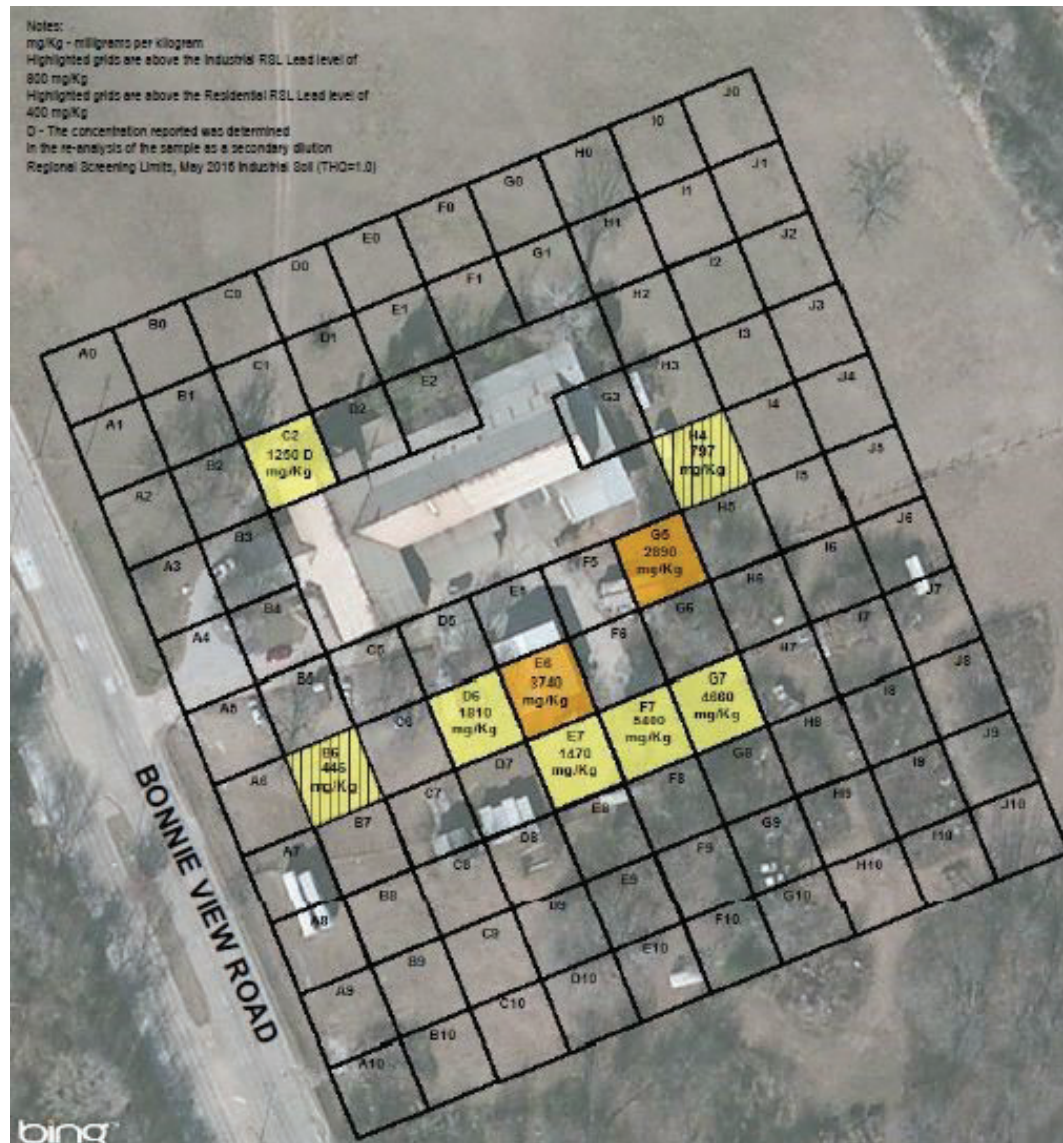 Notes:
mg/Kg - milligrams per kilogram
Highlighted grids are above the Industrial RSL Lead level of
800 mg/Kg
Highlighted grids are above the Residential RSL Lead level of
400 mg/Kg
D - The concentration reported was determined
in the re-analysis of the sample as a secondary dilution
Regional Screening Limits, May 2016 Industrial Soil (THQ=1.0)
A0 B0 C0 D0 E0 F0 G0 H0 I0 J0
A1 B1 C1 D1 E1 F1 G1 H1 I1 J1
A2 B2 C2 D2 E2 H2 I2 J2
1250 D
mg/Kg
A3 B3 G3 H3 I3 J3
A4 B4 H4 I4 J4
797
mg/Kg
A5 B5 C5 D5 E5 F5 G5 H5 I5 J5
2890
mg/Kg
A6 B6 C6 D6 E6 F6 G6 H6 I6 J6
445
mg/Kg
1810
mg/Kg
3740
mg/Kg
A7 B7 C7 D7 E7 F7 G7 H7 I7 J7
1470
mg/Kg
5400
mg/Kg
4660
mg/Kg
A8 B8 C8 D8 E8 F8 G8 H8 I8 J8
A9 B9 C9 D9 E9 F9 G9 H9 I9 J9
A10 B10 C10 D10 E10 F10 G10 H10 I10 J10
BONNIE VIEW ROAD
bing